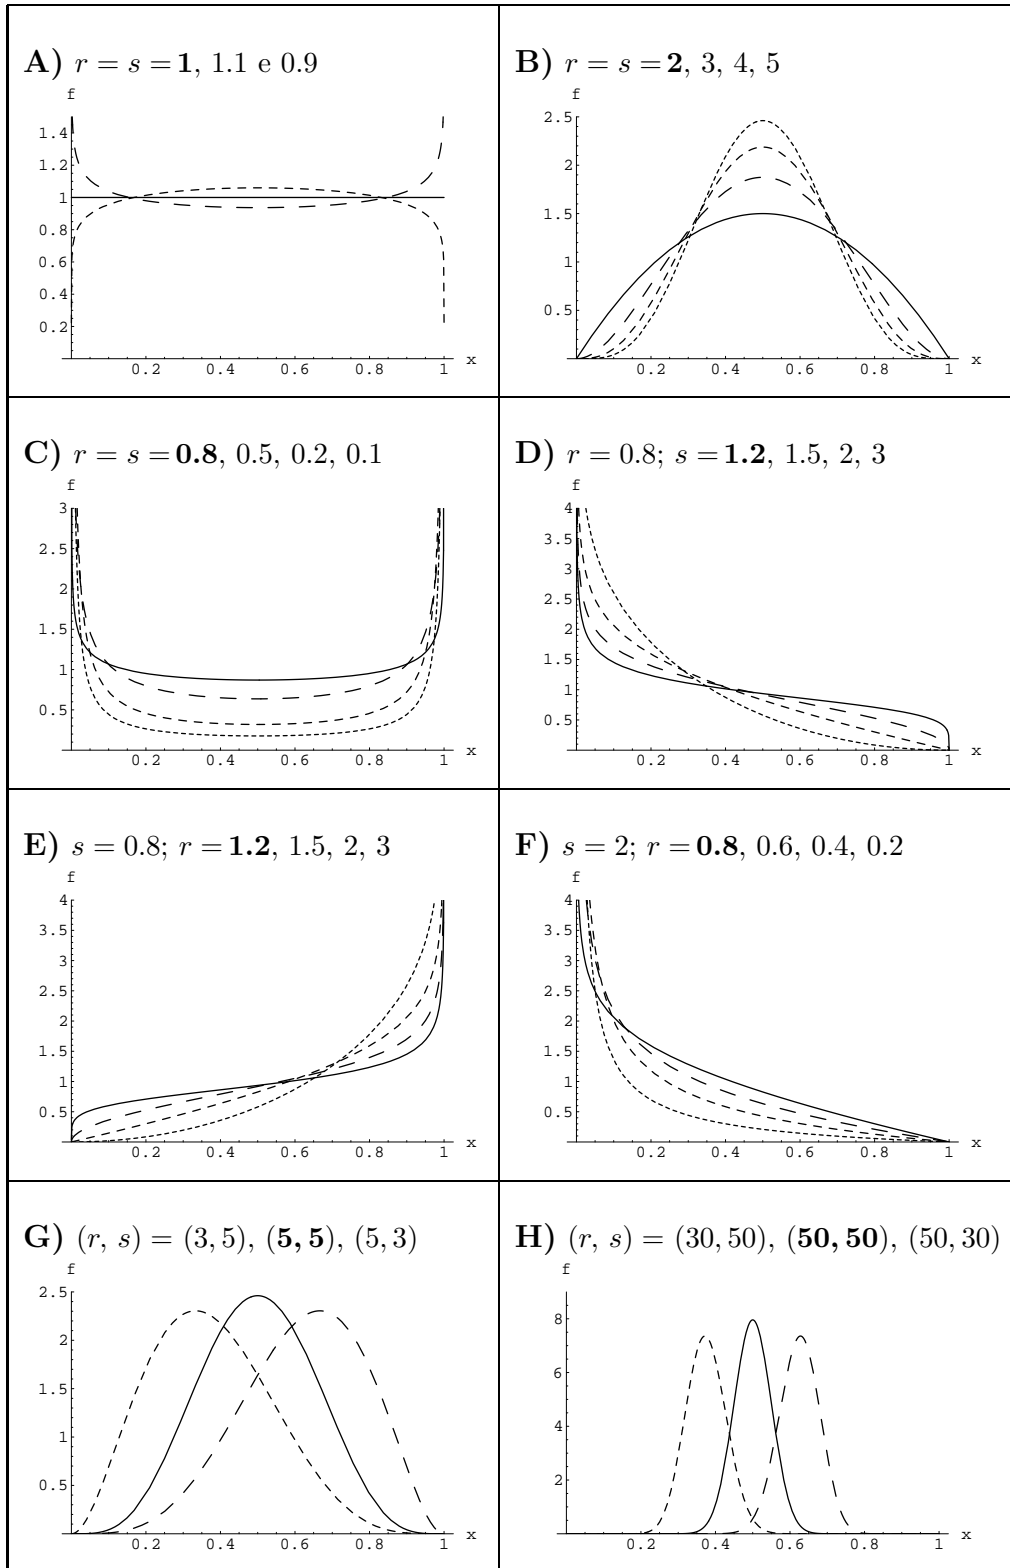 A) r = s = 1, 1.1 e 0.9
f
1.4
1.2
1
0.8
0.6
0.4
0.2
0.2 0.4 0.6 0.8 1 x
B) r = s = 2, 3, 4, 5
f
2.5
2
1.5
1
0.5
0.2 0.4 0.6 0.8 1 x
C) r = s = 0.8, 0.5, 0.2, 0.1
f
3
2.5
2
1.5
1
0.5
0.2 0.4 0.6 0.8 1 x
D) r = 0.8; s = 1.2, 1.5, 2, 3
f
4
3.5
3
2.5
2
1.5
1
0.5
0.2 0.4 0.6 0.8 1 x
E) s = 0.8; r = 1.2, 1.5, 2, 3
f
4
3.5
3
2.5
2
1.5
1
0.5
0.2 0.4 0.6 0.8 1 x
F) s = 2; r = 0.8, 0.6, 0.4, 0.2
f
4
3.5
3
2.5
2
1.5
1
0.5
0.2 0.4 0.6 0.8 1 x
G) (r, s) = (3, 5), (5, 5), (5, 3)
f
2.5
2
1.5
1
0.5
0.2 0.4 0.6 0.8 1 x
H) (r, s) = (30, 50), (50, 50), (50, 30)
f
8
6
4
2
0.2 0.4 0.6 0.8 1 x